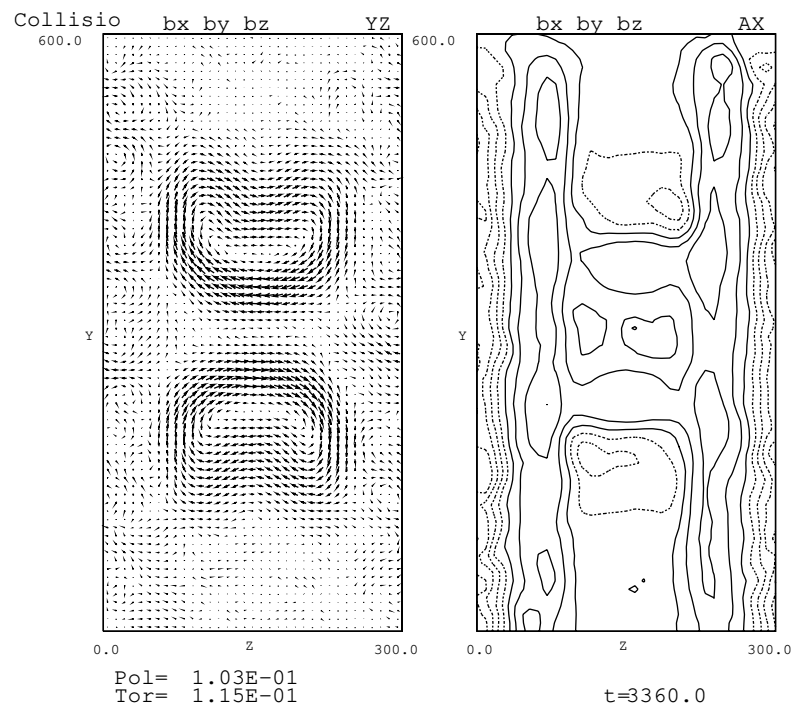 Collisio bx by bz YZ bx by bz AX
600.0 600.0
Y Y
0.0 Z 300.0 0.0 Z 300.0
Pol= 1.03E-01
Tor= 1.15E-01 t=3360.0